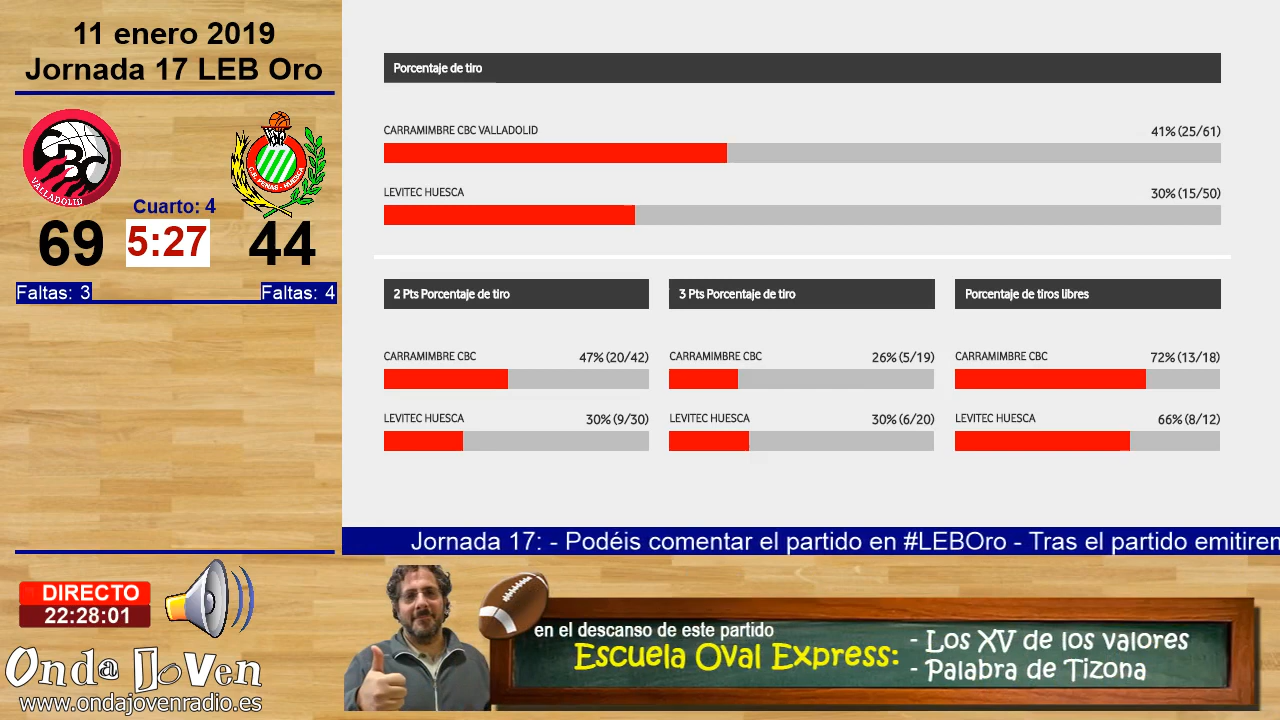 11 enero 2019
Jornada 17 LEB Oro
CBC
VALLADOLID
C.B. PEÑAS - HUESCA
Cuarto: 4
69 5:27 44
Faltas: 3 Faltas: 4
Porcentaje de tiro
CARRAMIMBRE CBC VALLADOLID 41% (25/61)
LEVITEC HUESCA 30% (15/50)
2 Pts Porcentaje de tiro
CARRAMIMBRE CBC 47% (20/42)
LEVITEC HUESCA 30% (9/30)
3 Pts Porcentaje de tiro
CARRAMIMBRE CBC 26% (5/19)
LEVITEC HUESCA 30% (6/20)
Porcentaje de tiros libres
CARRAMIMBRE CBC 72% (13/18)
LEVITEC HUESCA 66% (8/12)
Jornada 17: - Podéis comentar el partido en #LEBOro - Tras el partido emitiren
DIRECTO
22:28:01
Onda JoVen
www.ondajovenradio.es
en el descanso de este partido
Escuela Oval Express:
- Los XV de los valores
- Palabra de Tizona